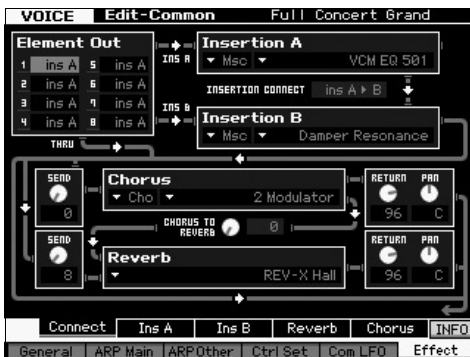 VOICE Edit-Common Full Concert Grand
Element Out
1 ins A 5 ins A
2 ins A 6 ins A
3 ins A 7 ins A
4 ins A 8 ins A
THRU
INS A
INS B
Insertion A
Msc VCM EQ 501
INSERTION CONNECT ins A▸B
Insertion B
Msc Damper Resonance
SEND
0
Chorus
Cho 2 Modulator
RETURN PAN
96 C
CHORUS TO
REVERB 0
SEND
8
Reverb
REV-X Hall
RETURN PAN
96 C
Connect Ins A Ins B Reverb Chorus INFO
General ARP Main ARP Other Ctrl Set Com LFO Effect